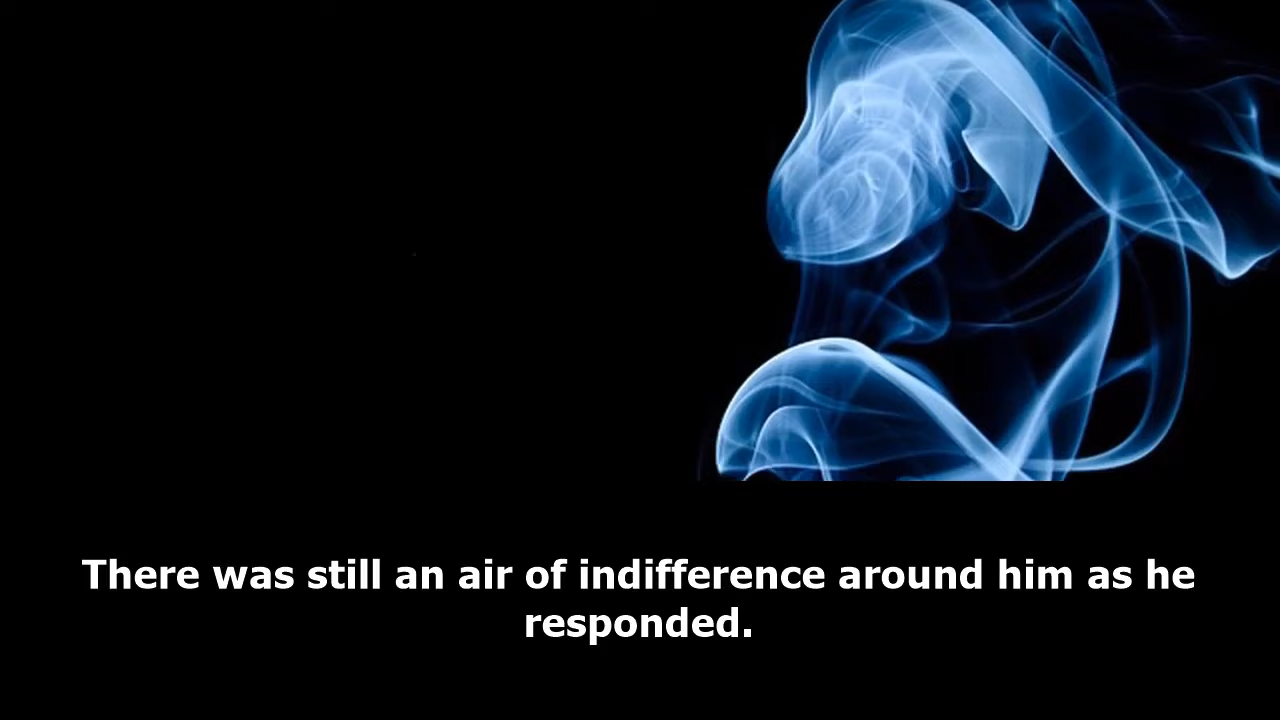 There was still an air of indifference around him as he
responded.